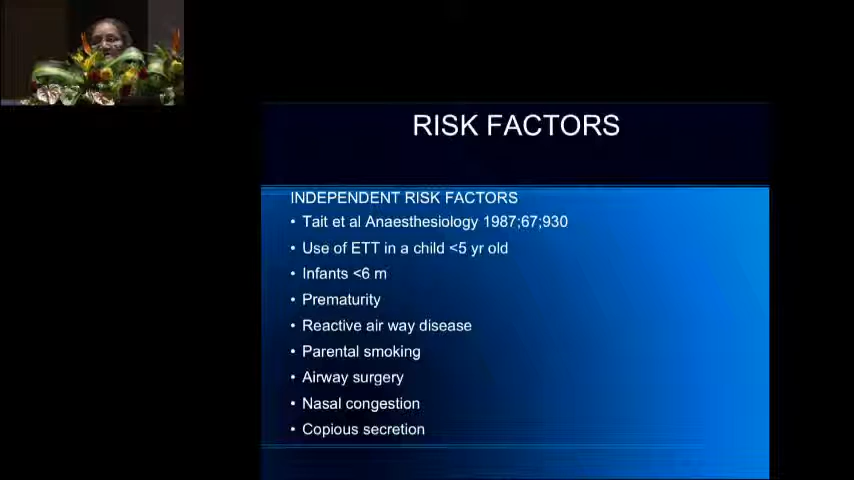 RISK FACTORS
INDEPENDENT RISK FACTORS
• Tait et al Anaesthesiology 1987;67;930
• Use of ETT in a child <5 yr old
• Infants <6 m
• Prematurity
• Reactive air way disease
• Parental smoking
• Airway surgery
• Nasal congestion
• Copious secretion